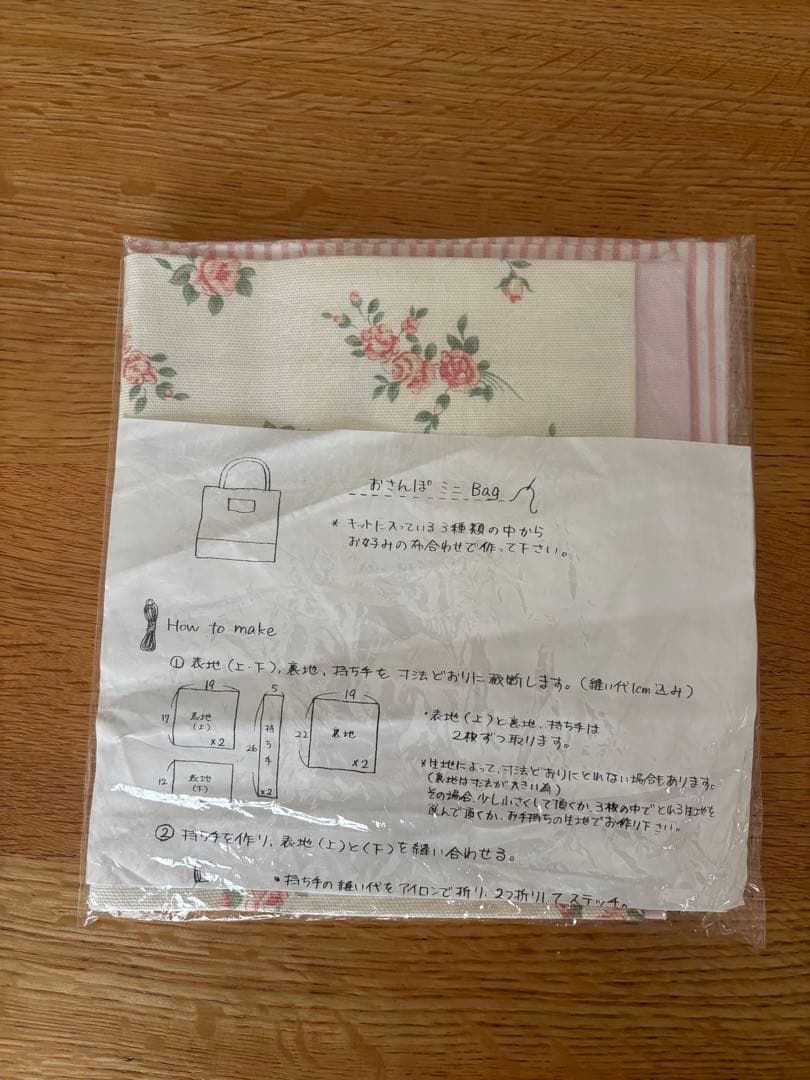 おさんぽミニBag
* キットに入っている3種類の中から
お好みの布合わせで作って下さい。
How to make
① 表地(上・下)、裏地、持ち手を寸法どおりに裁断します。(縫い代1cm込み)
19
17
表地
(上)
×2
5
26
持ち手
×2
19
22
裏地
×2
12
表地
(下)
・表地(上)と裏地、持ち手は
2枚ずつ取ります。
*生地によって、寸法どおりにとれない場合もあります。
(裏地は寸法が大きい為)
その場合、少し小さくして頂くか、3枚の中でとれる生地を
選んで頂くか、お手持ちの生地でお作り下さい。
② 持ち手を作り、表地(上)と(下)を縫い合わせる。
*持ち手の縫い代をアイロンで折り、2つ折りしてステッチ。